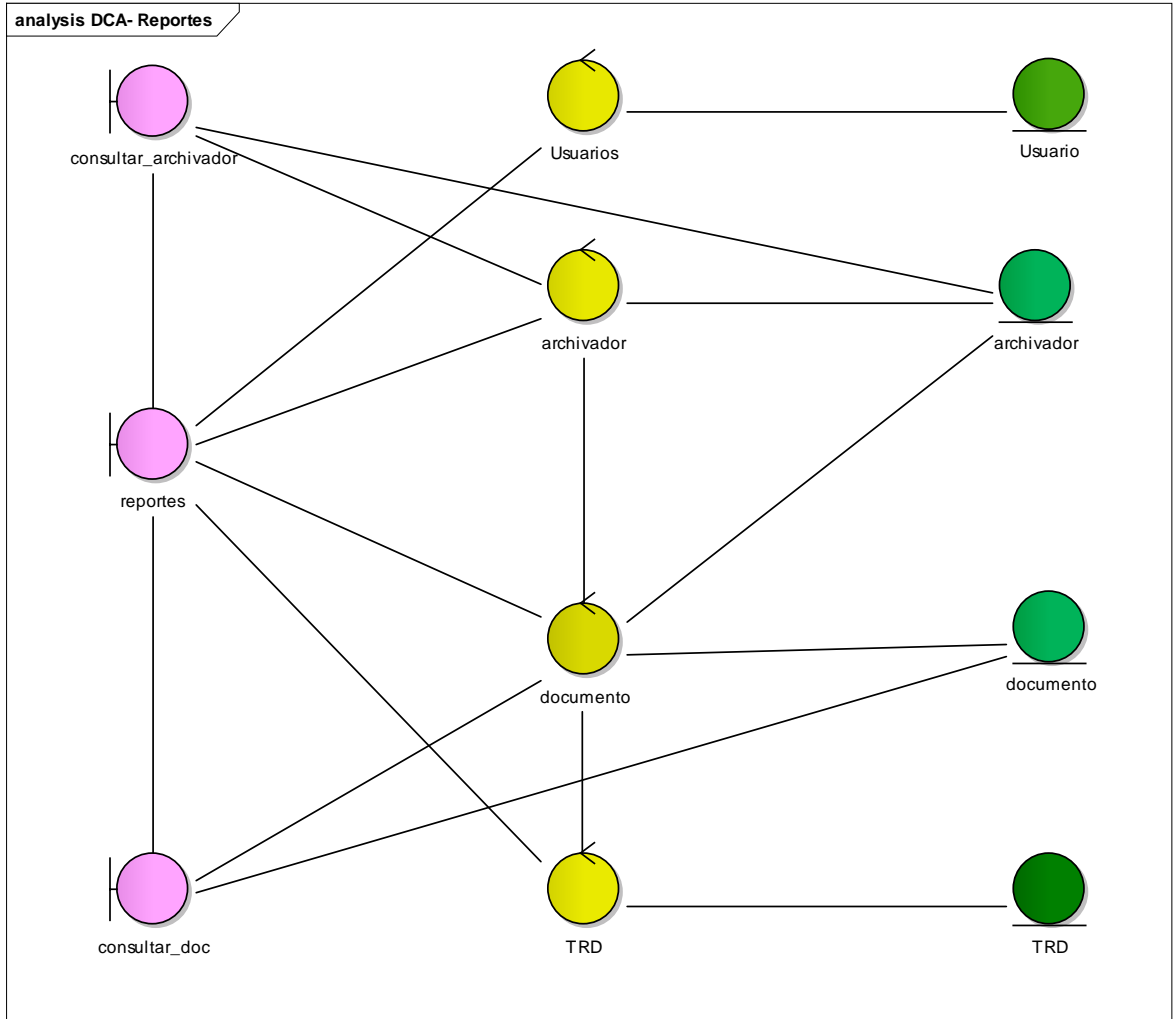 analysis DCA- Reportes
consultar_archivador
Usuarios
Usuario
archivador
archivador
reportes
documento
documento
consultar_doc
TRD
TRD